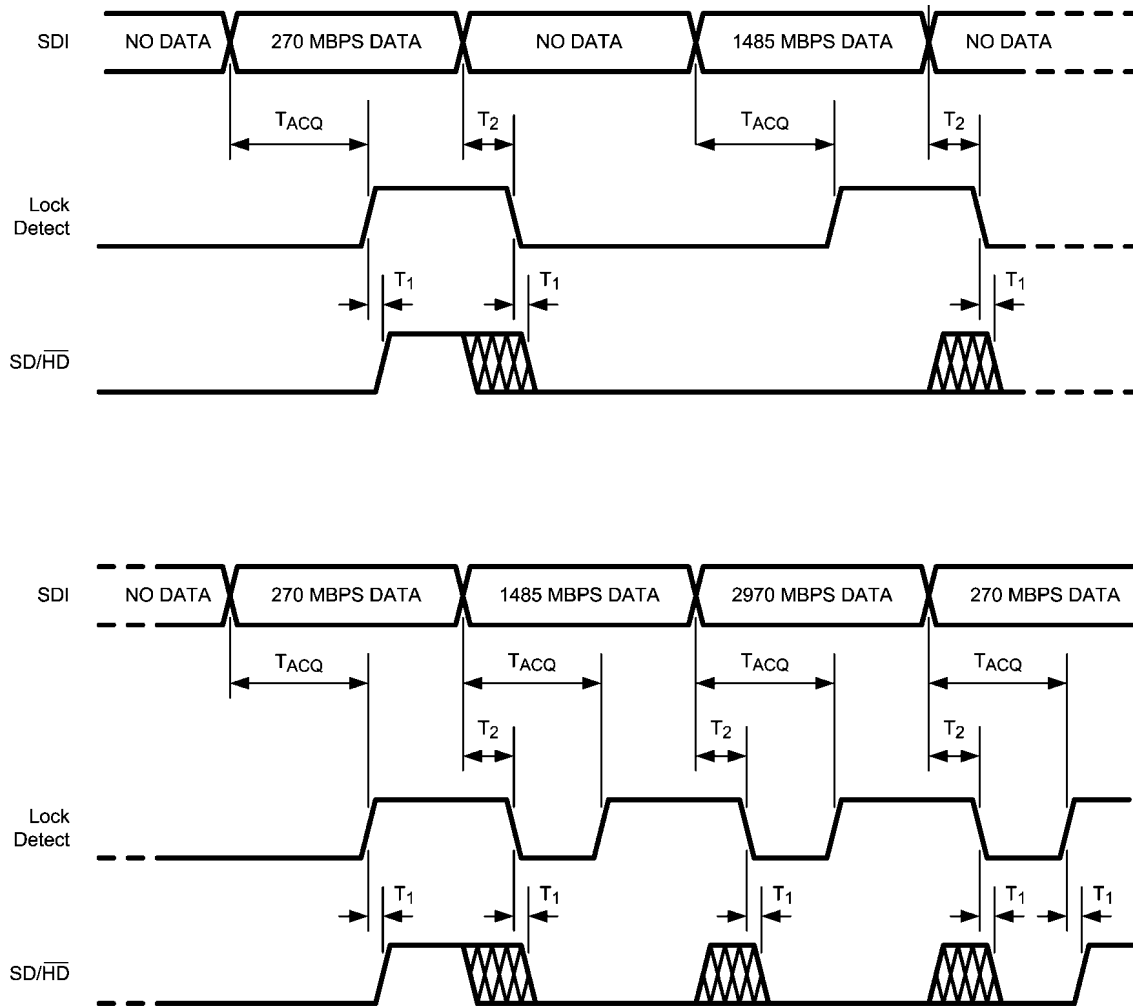 SDI NO DATA 270 MBPS DATA NO DATA 1485 MBPS DATA NO DATA
TACQ T2 TACQ T2
Lock
Detect
T1 T1 T1
SD/HD
SDI NO DATA 270 MBPS DATA 1485 MBPS DATA 2970 MBPS DATA 270 MBPS DATA
TACQ TACQ TACQ TACQ
T2 T2 T2
Lock
Detect
T1 T1 T1 T1 T1
SD/HD